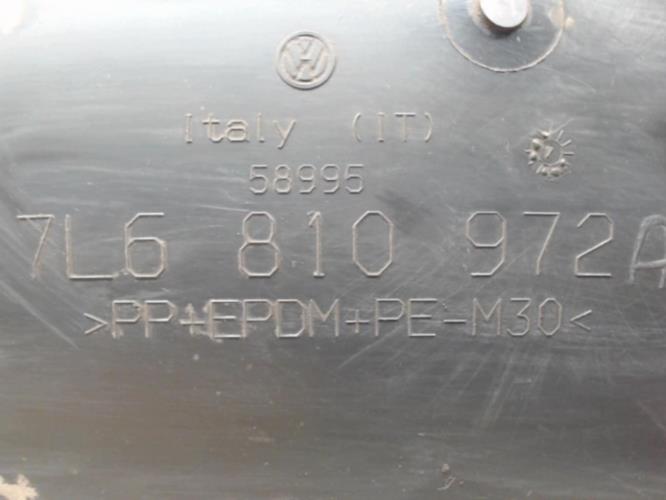 Italy (IT)
58995
7L6 810 972A
>PP+EPDM+PE-M30<